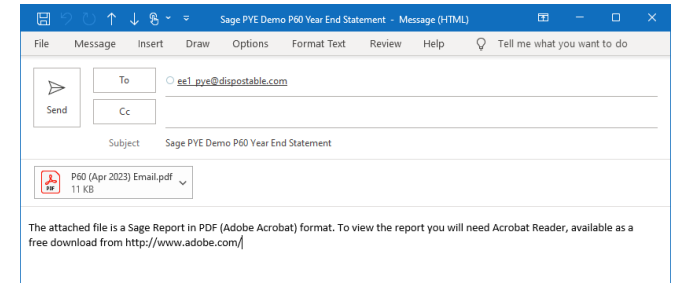 Sage PYE Demo P60 Year End Statement - Message (HTML)
File Message Insert Draw Options Format Text Review Help Tell me what you want to do
To ee1_pye@dispostable.com
Send
Cc
Subject Sage PYE Demo P60 Year End Statement
P60 (Apr 2023) Email.pdf
PDF 11 KB
The attached file is a Sage Report in PDF (Adobe Acrobat) format. To view the report you will need Acrobat Reader, available as a
free download from http://www.adobe.com/